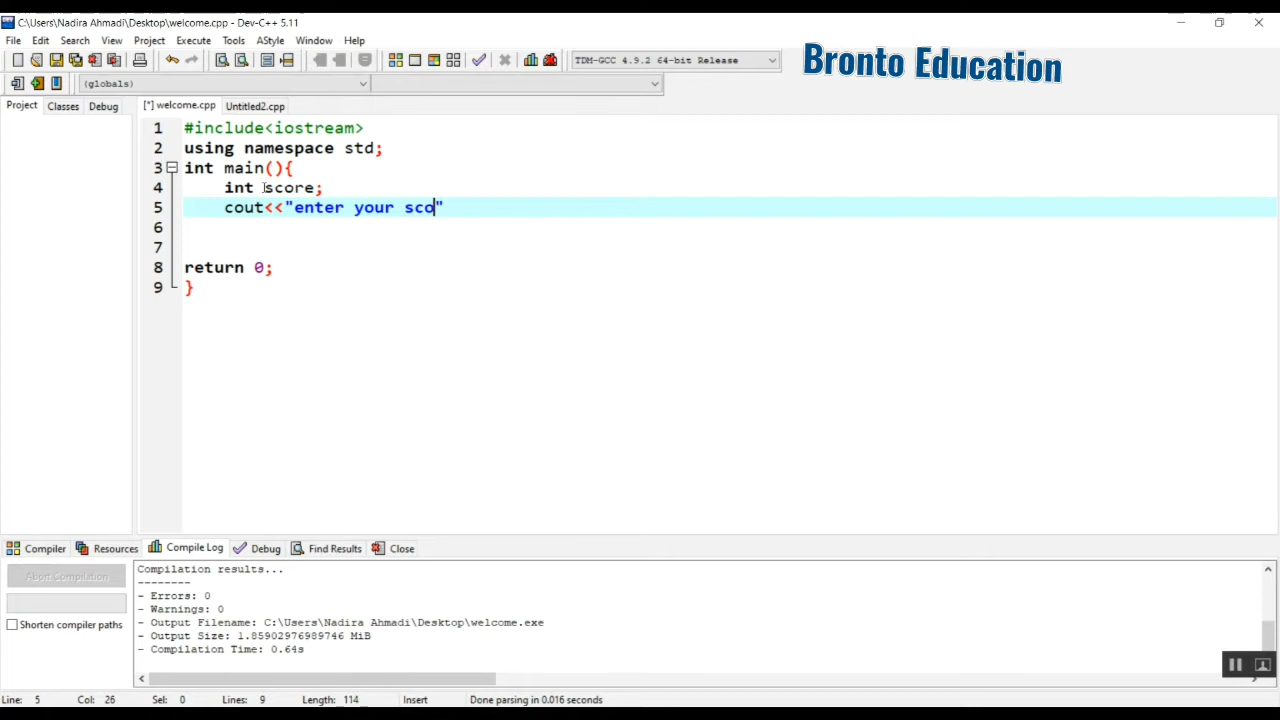 C:\Users\Nadira Ahmadi\Desktop\welcome.cpp - Dev-C++ 5.11
File Edit Search View Project Execute Tools AStyle Window Help
TDM-GCC 4.9.2 64-bit Release
Bronto Education
(globals)
Project Classes Debug
[*] welcome.cpp Untitled2.cpp
1 #include<iostream>
2 using namespace std;
3 int main(){
4 int score;
5 cout<<"enter your sco"
6
7
8 return 0;
9 }
Compiler Resources Compile Log Debug Find Results Close
Abort Compilation
Shorten compiler paths
Compilation results...
--------
- Errors: 0
- Warnings: 0
- Output Filename: C:\Users\Nadira Ahmadi\Desktop\welcome.exe
- Output Size: 1.85902976989746 MiB
- Compilation Time: 0.64s
Line: 5 Col: 26 Sel: 0 Lines: 9 Length: 114 Insert Done parsing in 0.016 seconds